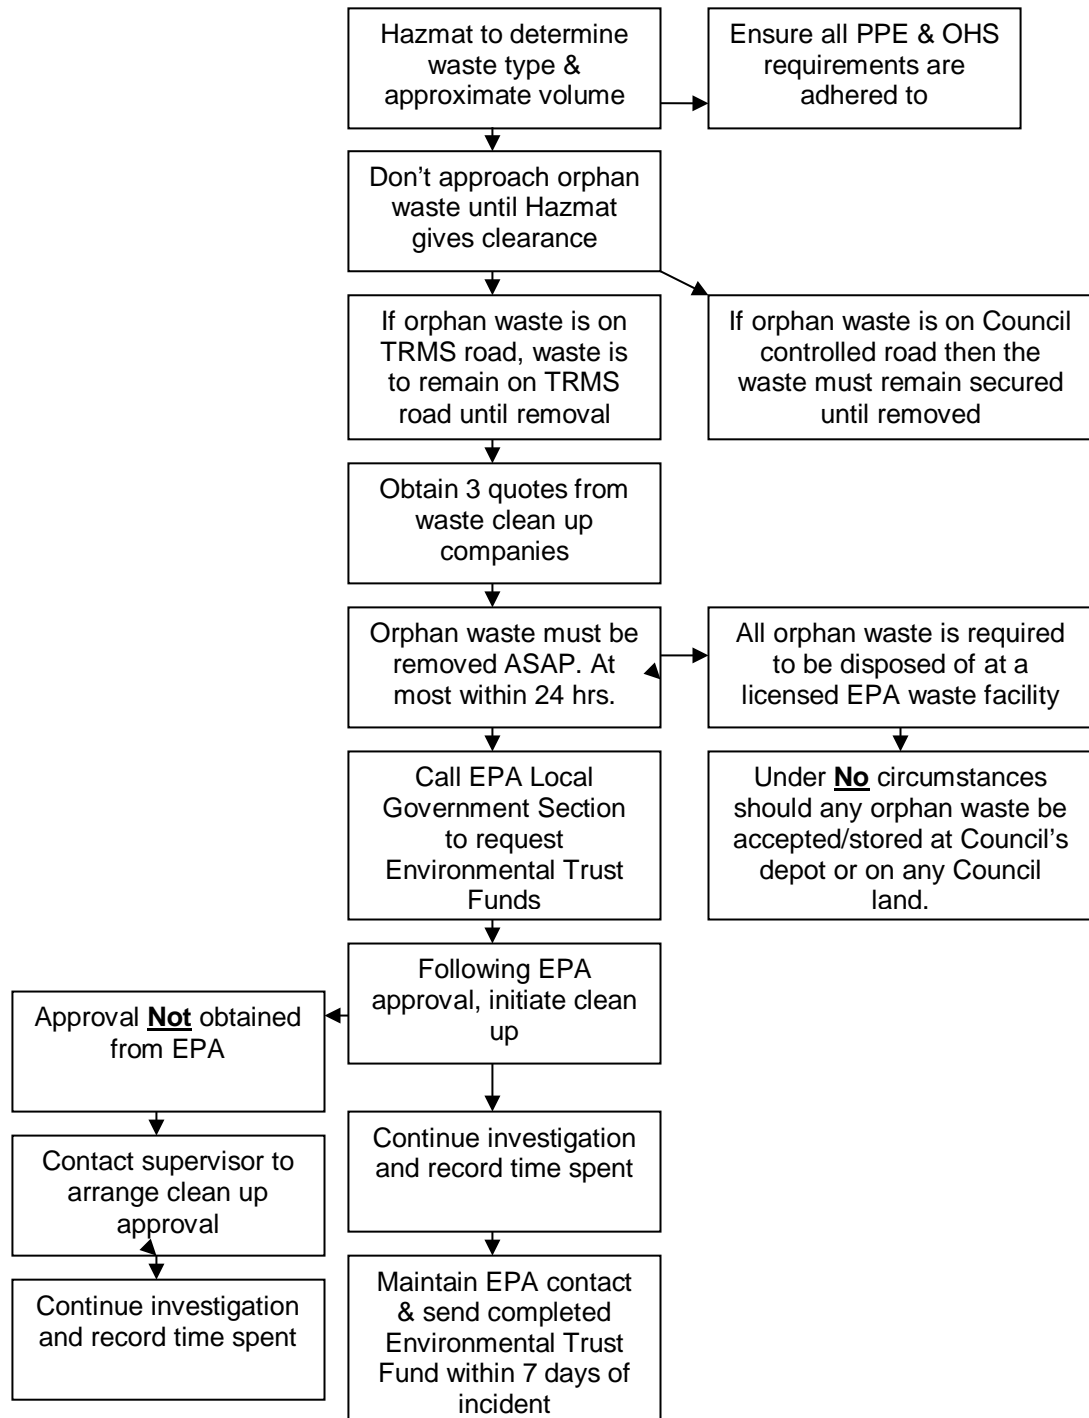 Hazmat to determine
waste type &
approximate volume
Ensure all PPE & OHS
requirements are
adhered to
Don’t approach orphan
waste until Hazmat
gives clearance
If orphan waste is on
TRMS road, waste is
to remain on TRMS
road until removal
If orphan waste is on Council
controlled road then the
waste must remain secured
until removed
Obtain 3 quotes from
waste clean up
companies
Orphan waste must be
removed ASAP. At
most within 24 hrs.
All orphan waste is required
to be disposed of at a
licensed EPA waste facility
Call EPA Local
Government Section
to request
Environmental Trust
Funds
Under No circumstances
should any orphan waste be
accepted/stored at Council’s
depot or on any Council
land.
Following EPA
approval, initiate clean
up
Approval Not obtained
from EPA
Continue investigation
and record time spent
Contact supervisor to
arrange clean up
approval
Maintain EPA contact
& send completed
Environmental Trust
Fund within 7 days of
incident
Continue investigation
and record time spent